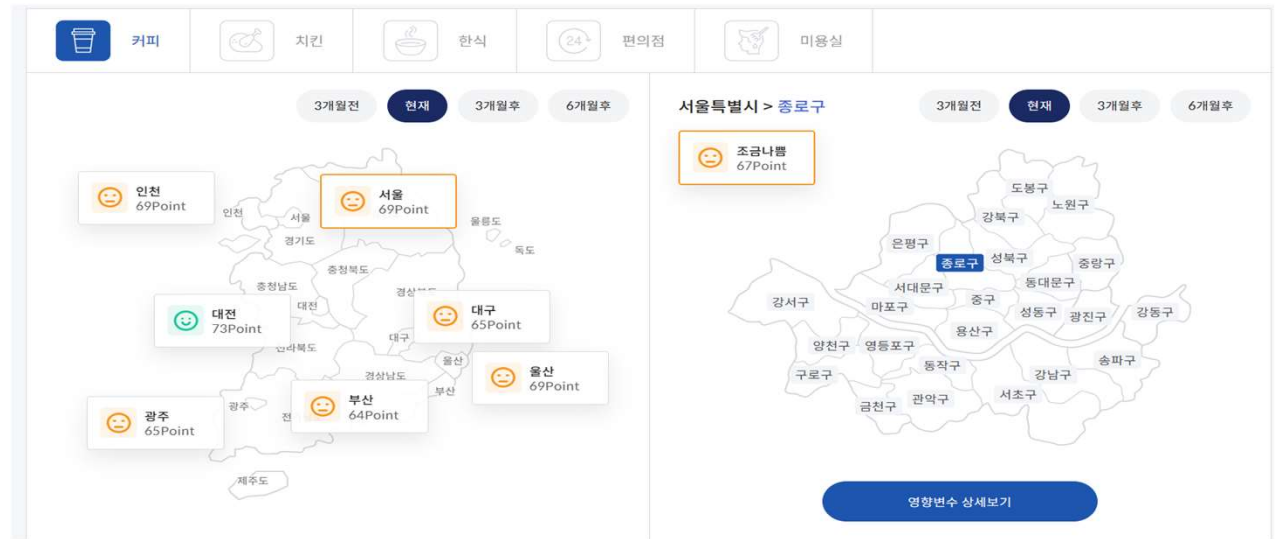 커피
치킨
한식
24+
편의점
미용실
3개월전
현재
3개월후
6개월후
인천
69Point
서울
69Point
인천
서울
경기도
울릉도
독도
충청북도
충청남도
대전
대전
73Point
대구
65Point
대구
전라북도
울산
울산
69Point
경상남도
부산
부산
64Point
광주
광주
65Point
전
제주도
서울특별시 > 종로구
3개월전
현재
3개월후
6개월후
조금나쁨
67Point
도봉구
노원구
강북구
은평구
종로구
성북구
중랑구
서대문구
동대문구
강서구
마포구
중구
성동구
광진구
강동구
용산구
양천구
영등포구
동작구
송파구
구로구
강남구
금천구
관악구
서초구
영향변수 상세보기